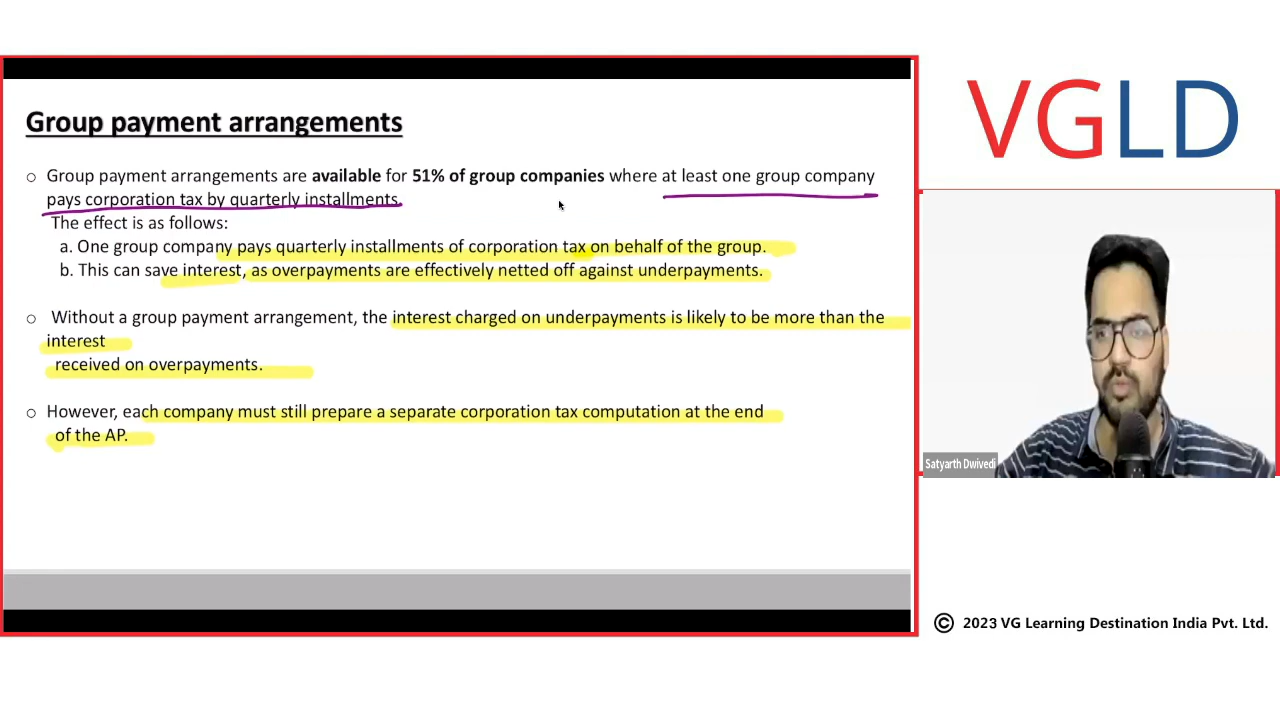 Group payment arrangements
○ Group payment arrangements are available for 51% of group companies where at least one group company
pays corporation tax by quarterly installments.
The effect is as follows:
a. One group company pays quarterly installments of corporation tax on behalf of the group.
b. This can save interest, as overpayments are effectively netted off against underpayments.
○ Without a group payment arrangement, the interest charged on underpayments is likely to be more than the
interest
received on overpayments.
○ However, each company must still prepare a separate corporation tax computation at the end
of the AP.
VGLD
Satyarth Dwivedi
© 2023 VG Learning Destination India Pvt. Ltd.